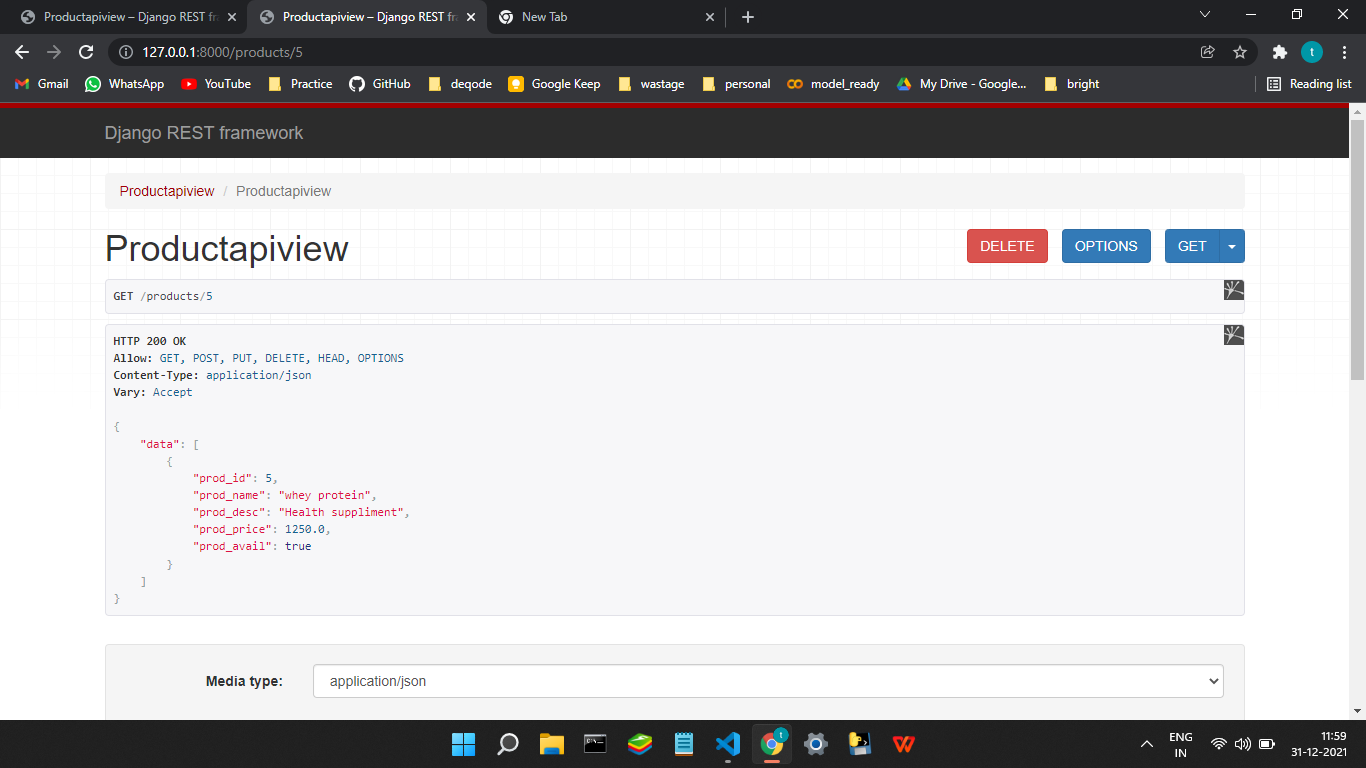 Productapiview – Django REST fr
Productapiview – Django REST fr
New Tab
127.0.0.1:8000/products/5
t
Gmail
WhatsApp
YouTube
Practice
GitHub
deqode
Google Keep
wastage
personal
model_ready
My Drive - Google...
bright
Reading list
Django REST framework
Productapiview / Productapiview
Productapiview
DELETE
OPTIONS
GET
GET /products/5
HTTP 200 OK
Allow: GET, POST, PUT, DELETE, HEAD, OPTIONS
Content-Type: application/json
Vary: Accept
{
"data": [
{
"prod_id": 5,
"prod_name": "whey protein",
"prod_desc": "Health suppliment",
"prod_price": 1250.0,
"prod_avail": true
}
]
}
Media type:
application/json
t
ENG
IN
11:59
31-12-2021